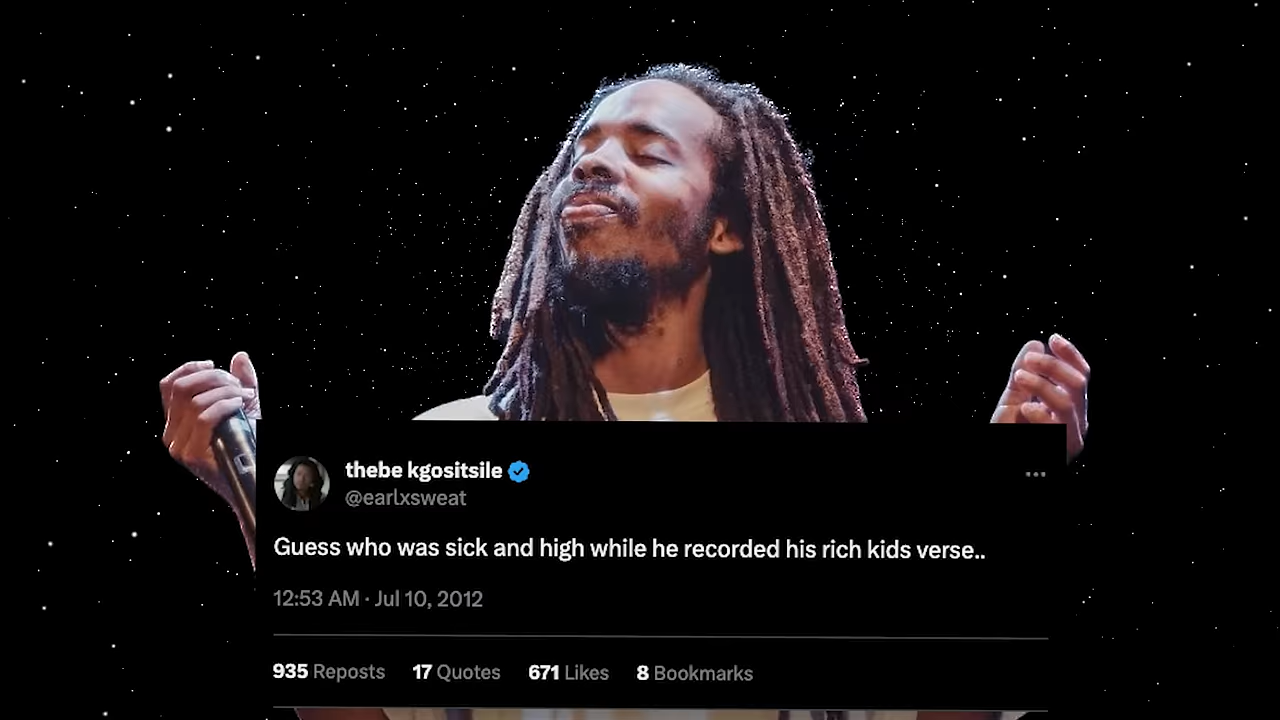 thebe kgositsile
@earlxsweat
Guess who was sick and high while he recorded his rich kids verse..
12:53 AM · Jul 10, 2012
935 Reposts 17 Quotes 671 Likes 8 Bookmarks